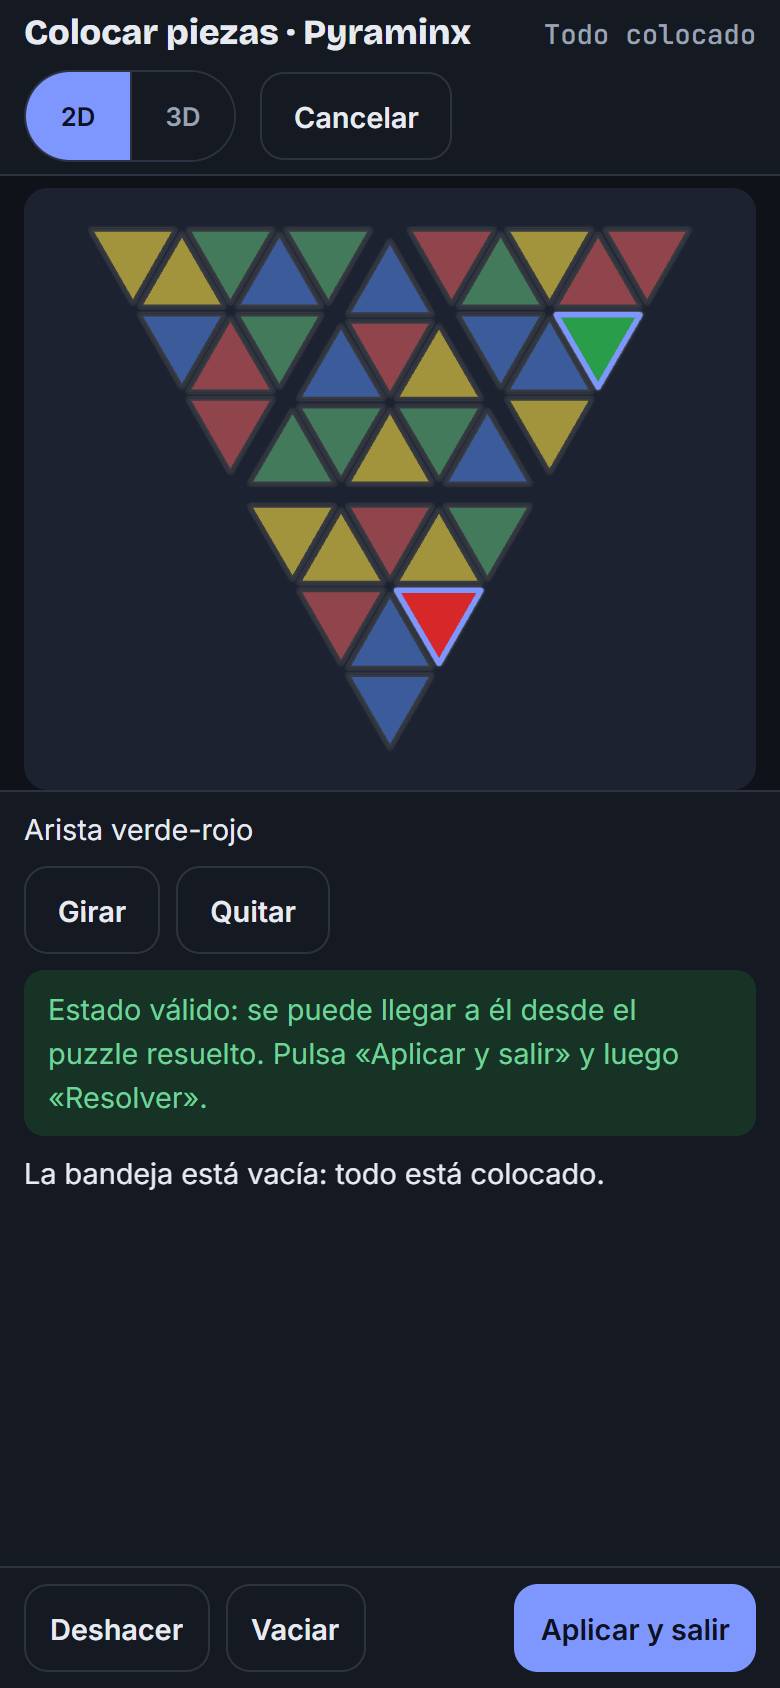 Colocar piezas · Pyraminx
Todo colocado
2D
3D
Cancelar
Arista verde-rojo
Girar
Quitar
Estado válido: se puede llegar a él desde el
puzzle resuelto. Pulsa «Aplicar y salir» y luego
«Resolver».
La bandeja está vacía: todo está colocado.
Deshacer
Vaciar
Aplicar y salir